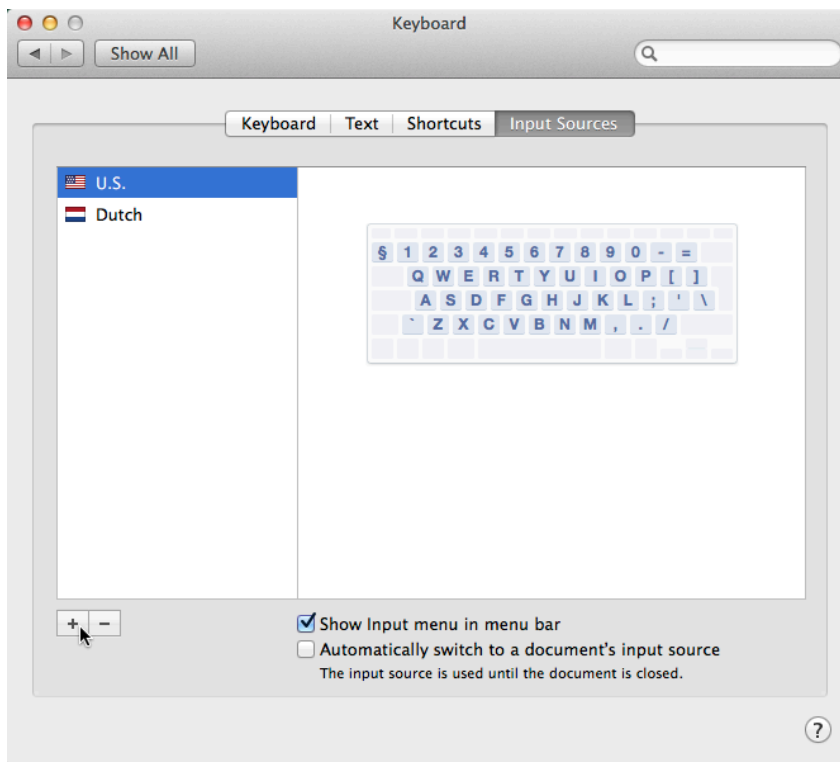 Keyboard
Show All
Keyboard Text Shortcuts Input Sources
U.S.
Dutch
§ 1 2 3 4 5 6 7 8 9 0 - =
Q W E R T Y U I O P [ ]
A S D F G H J K L ; ' \
` Z X C V B N M , . /
+ -
Show Input menu in menu bar
Automatically switch to a document's input source
The input source is used until the document is closed.
?